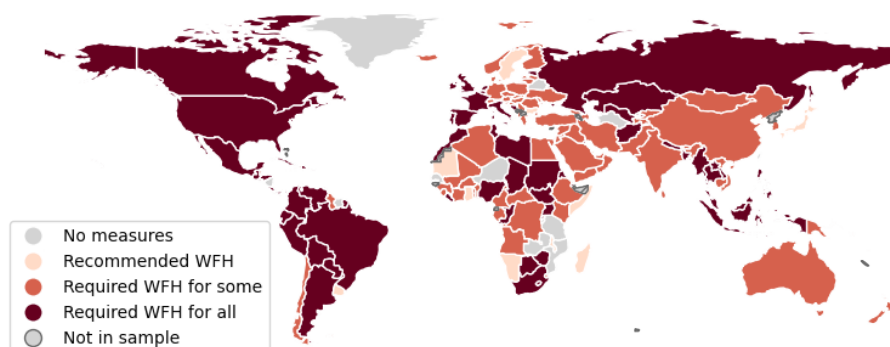 No measures
Recommended WFH
Required WFH for some
Required WFH for all
Not in sample